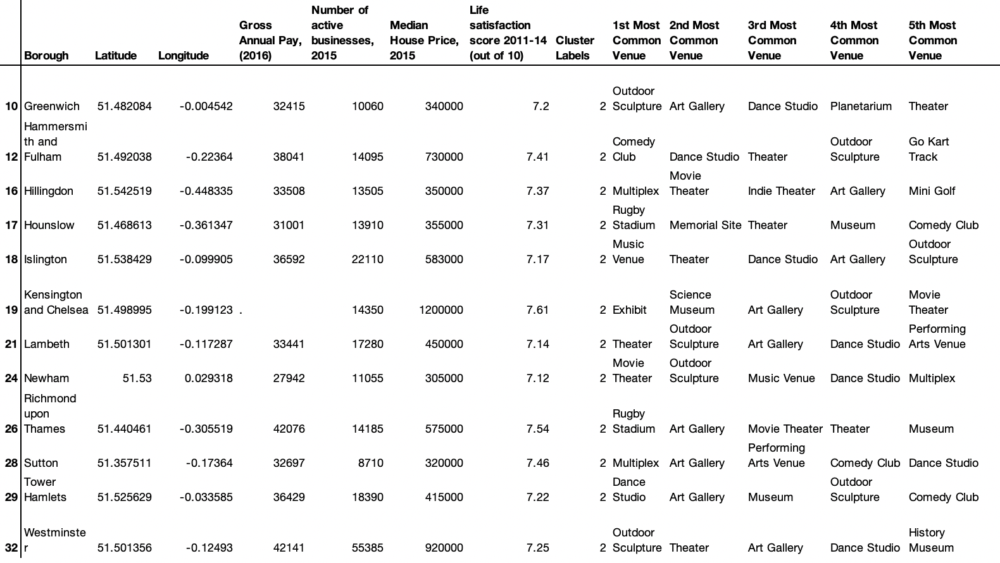 Borough Latitude Longitude Gross Annual Pay, (2016) Number of active businesses, 2015 Median House Price, 2015 Life satisfaction score 2011-14 (out of 10) Cluster Labels 1st Most Common Venue 2nd Most Common Venue 3rd Most Common Venue 4th Most Common Venue 5th Most Common Venue
10 Greenwich 51.482084 -0.004542 32415 10060 340000 7.2 2 Outdoor Sculpture Art Gallery Dance Studio Planetarium Theater
12 Hammersmi th and Fulham 51.492038 -0.22364 38041 14095 730000 7.41 2 Comedy Club Dance Studio Theater Outdoor Sculpture Go Kart Track
16 Hillingdon 51.542519 -0.448335 33508 13505 350000 7.37 2 Multiplex Movie Theater Indie Theater Art Gallery Mini Golf
17 Hounslow 51.468613 -0.361347 31001 13910 355000 7.31 2 Rugby Stadium Memorial Site Theater Museum Comedy Club
18 Islington 51.538429 -0.099905 36592 22110 583000 7.17 2 Music Venue Theater Dance Studio Art Gallery Outdoor Sculpture
19 Kensington and Chelsea 51.498995 -0.199123 . 14350 1200000 7.61 2 Exhibit Science Museum Art Gallery Outdoor Sculpture Movie Theater
21 Lambeth 51.501301 -0.117287 33441 17280 450000 7.14 2 Theater Outdoor Sculpture Art Gallery Dance Studio Performing Arts Venue
24 Newham 51.53 0.029318 27942 11055 305000 7.12 2 Movie Theater Outdoor Sculpture Music Venue Dance Studio Multiplex
26 Richmond upon Thames 51.440461 -0.305519 42076 14185 575000 7.54 2 Rugby Stadium Art Gallery Movie Theater Theater Museum
28 Sutton 51.357511 -0.17364 32697 8710 320000 7.46 2 Multiplex Art Gallery Performing Arts Venue Comedy Club Dance Studio
29 Tower Hamlets 51.525629 -0.033585 36429 18390 415000 7.22 2 Dance Studio Art Gallery Museum Outdoor Sculpture Comedy Club
32 Westminste r 51.501356 -0.12493 42141 55385 920000 7.25 2 Outdoor Sculpture Theater Art Gallery Dance Studio History Museum